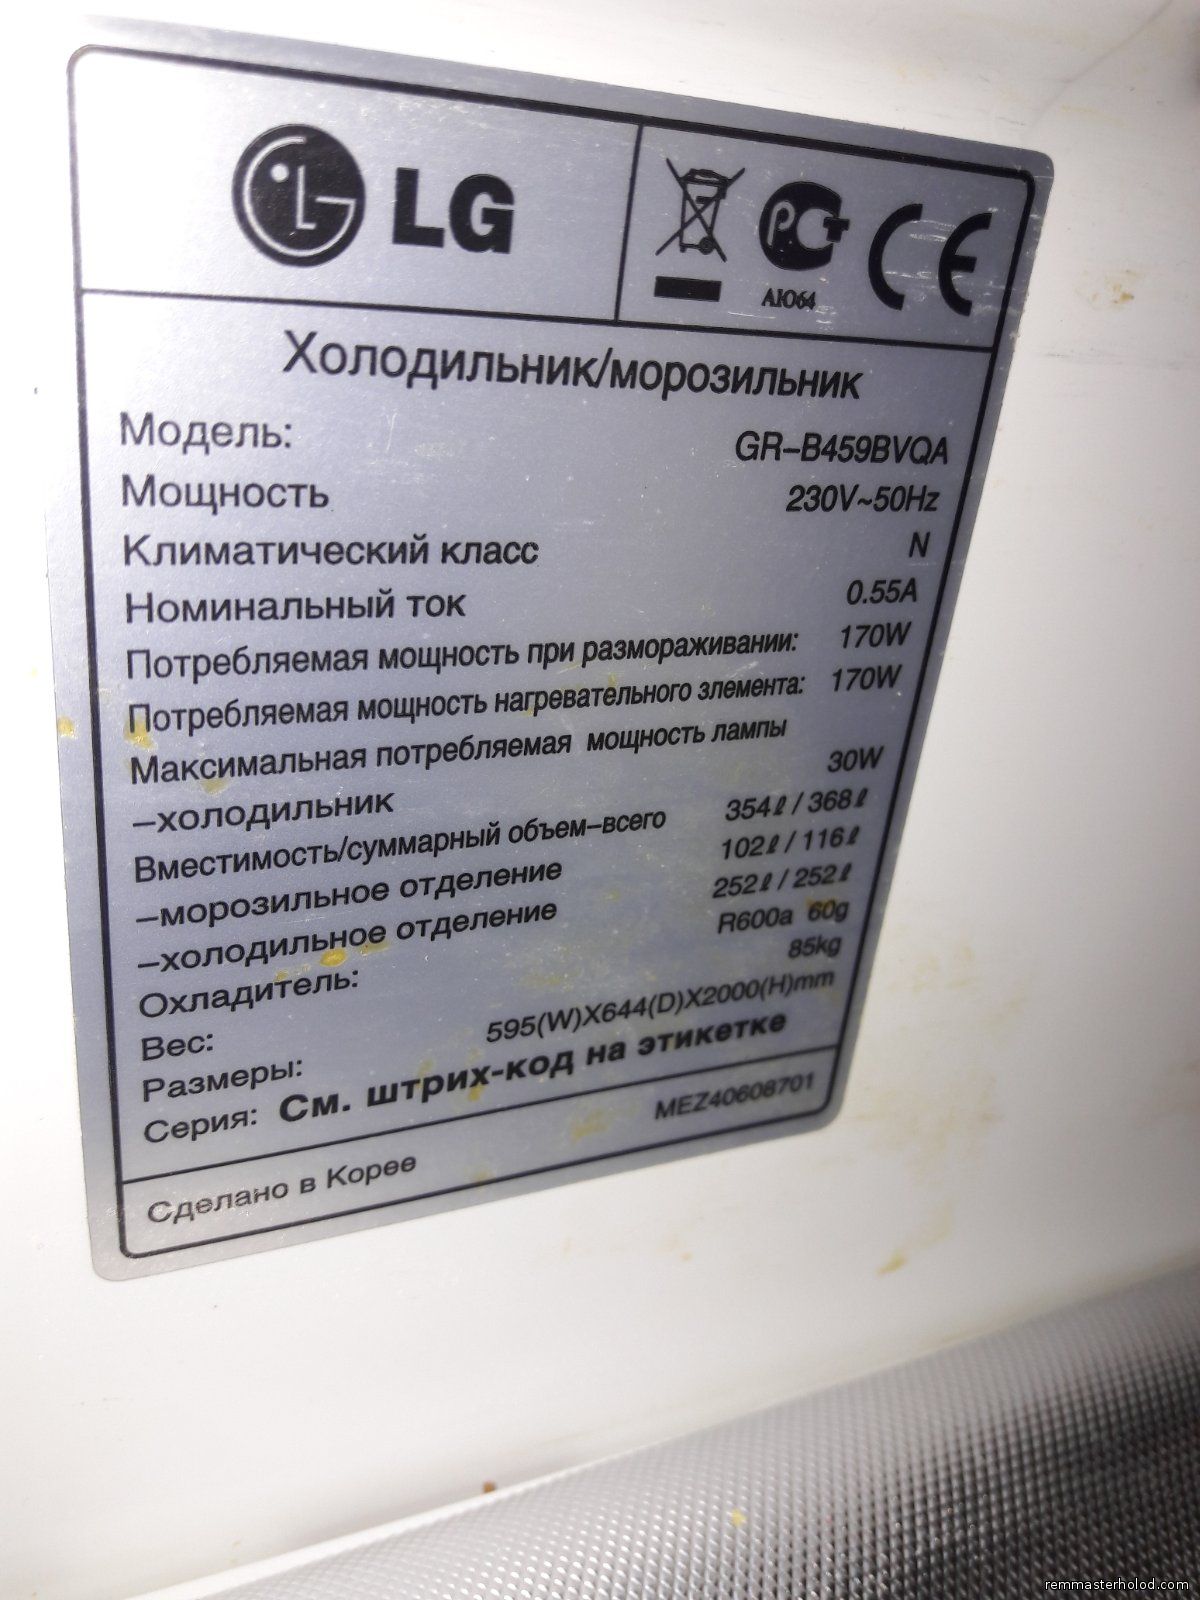 LG
АЮ64
Холодильник/морозильник
Модель: GR-B459BVQA
Мощность 230V~50Hz
Климатический класс N
Номинальный ток 0.55A
Потребляемая мощность при размораживании: 170W
Потребляемая мощность нагревательного злемента: 170W
Максимальная потребляемая мощность лампы
-холодильник 30W
Вместимость/суммарный объем-всего 354ℓ / 368ℓ
-морозильное отделение 102ℓ / 116ℓ
-холодильное отделение 252ℓ / 252ℓ
Охладитель: R600a 60g
Вес: 85kg
Размеры: 595(W)X644(D)X2000(H)mm
Серия: См. штрих-код на этикетке
MEZ40608701
Сделано в Корее
remmasterholod.com